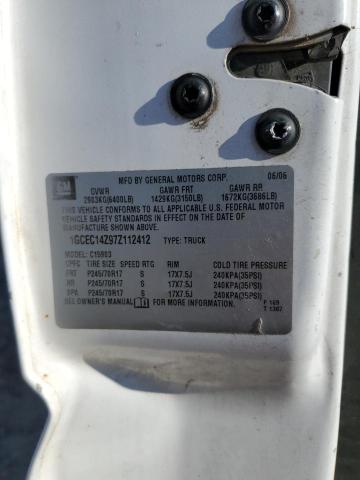 GM
MFD BY GENERAL MOTORS CORP. 06/06
GVWR GAWR FRT GAWR RR
2903KG(6400LB) 1429KG(3150LB) 1672KG(3686LB)
THIS VEHICLE CONFORMS TO ALL APPLICABLE U.S. FEDERAL MOTOR
VEHICLE SAFETY STANDARDS IN EFFECT ON THE DATE OF
MANUFACTURE SHOWN ABOVE.
1GCEC14Z97Z112412 TYPE: TRUCK
MODEL: C15903
SPFC TIRE SIZE SPEED RTG RIM COLD TIRE PRESSURE
FRT P245/70R17 S 17X7.5J 240KPA(35PSI)
RR P245/70R17 S 17X7.5J 240KPA(35PSI)
SPA P245/70R17 S 17X7.5J 240KPA(35PSI)
SEE OWNER'S MANUAL FOR MORE INFORMATION.
F 169
T 1307